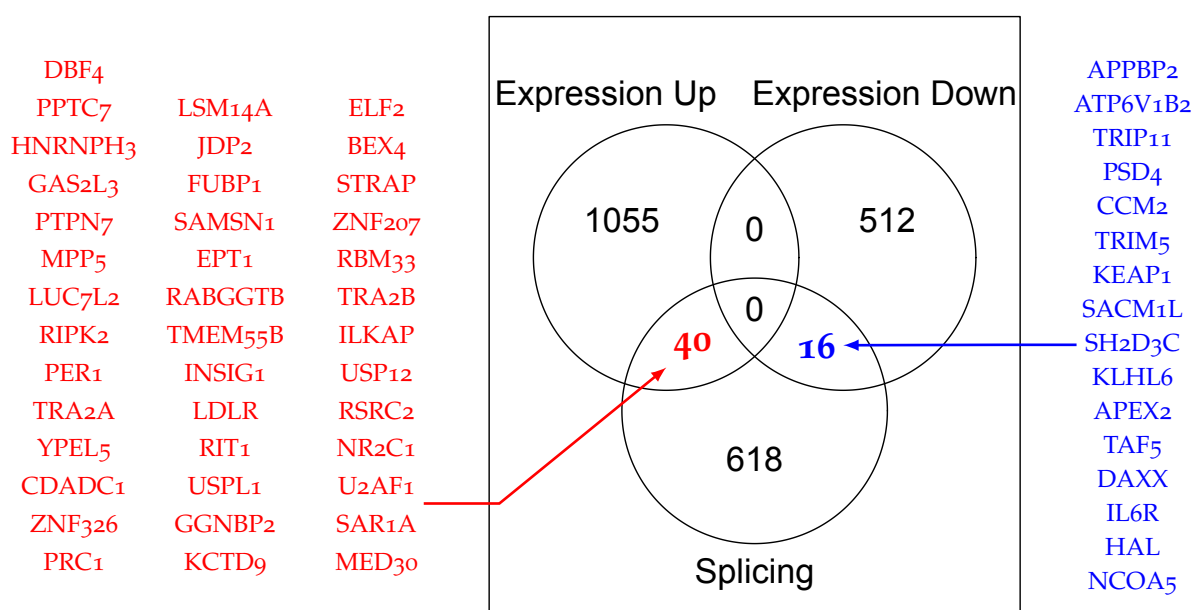 DBF4
PPTC7 LSM14A ELF2
HNRNPH3 JDP2 BEX4
GAS2L3 FUBP1 STRAP
PTPN7 SAMSN1 ZNF207
MPP5 EPT1 RBM33
LUC7L2 RABGGTB TRA2B
RIPK2 TMEM55B ILKAP
PER1 INSIG1 USP12
TRA2A LDLR RSRC2
YPEL5 RIT1 NR2C1
CDADC1 USPL1 U2AF1
ZNF326 GGNBP2 SAR1A
PRC1 KCTD9 MED30
Expression Up Expression Down
1055 0 512
0
40 16
618
Splicing
APPBP2
ATP6V1B2
TRIP11
PSD4
CCM2
TRIM5
KEAP1
SACM1L
SH2D3C
KLHL6
APEX2
TAF5
DAXX
IL6R
HAL
NCOA5